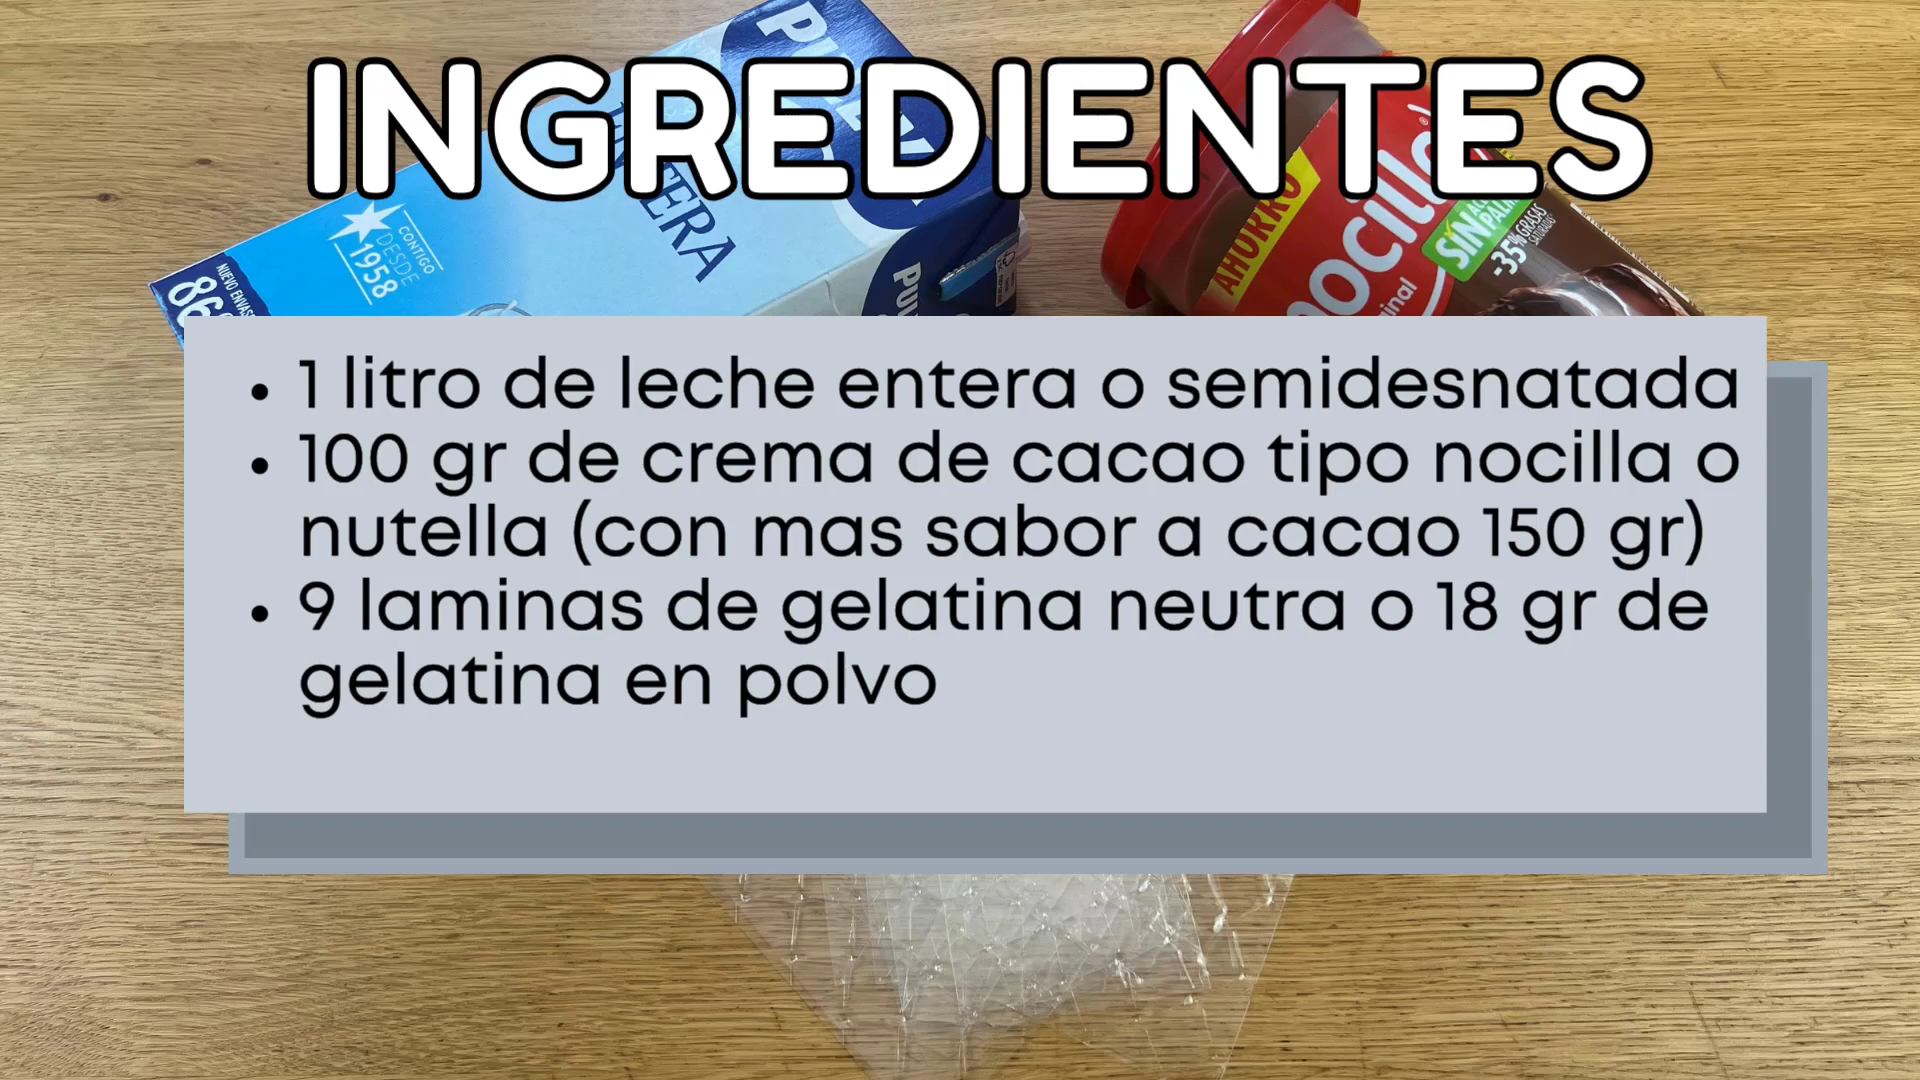 INGREDIENTES
CONTIGO
DESDE
1958
NUEVO
AHORRO
SIN
-35% GRASAS
SATURADAS
1 litro de leche entera o semidesnatada
100 gr de crema de cacao tipo nocilla o
nutella (con mas sabor a cacao 150 gr)
9 laminas de gelatina neutra o 18 gr de
gelatina en polvo